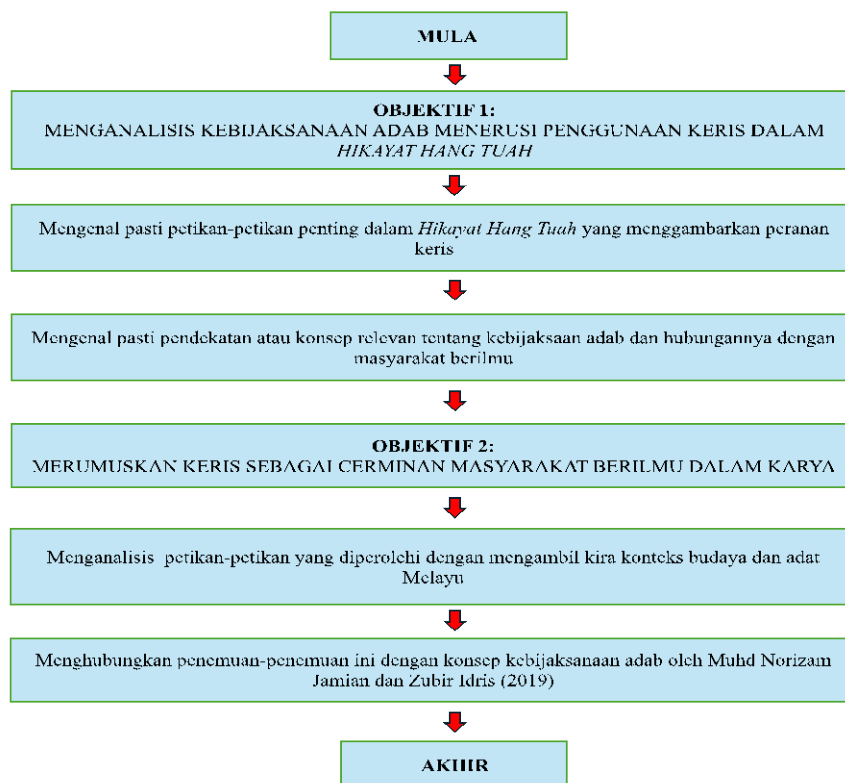 MULA
OBJEKTIF 1:
MENGANALISIS KEBIJAKSANAAN ADAB MENERUSI PENGGUNAAN KERIS DALAM
HIKAYAT HANG TUAH
Mengenal pasti petikan-petikan penting dalam Hikayat Hang Tuah yang menggambarkan peranan
keris
Mengenal pasti pendekatan atau konsep relevan tentang kebijaksaan adab dan hubungannya dengan
masyarakat berilmu
OBJEKTIF 2:
MERUMUSKAN KERIS SEBAGAI CERMINAN MASYARAKAT BERILMU DALAM KARYA
Menganalisis petikan-petikan yang diperolehi dengan mengambil kira konteks budaya dan adat
Melayu
Menghubungkan penemuan-penemuan ini dengan konsep kebijaksanaan adab oleh Muhd Norizam
Jamian dan Zubir Idris (2019)
AKHIR